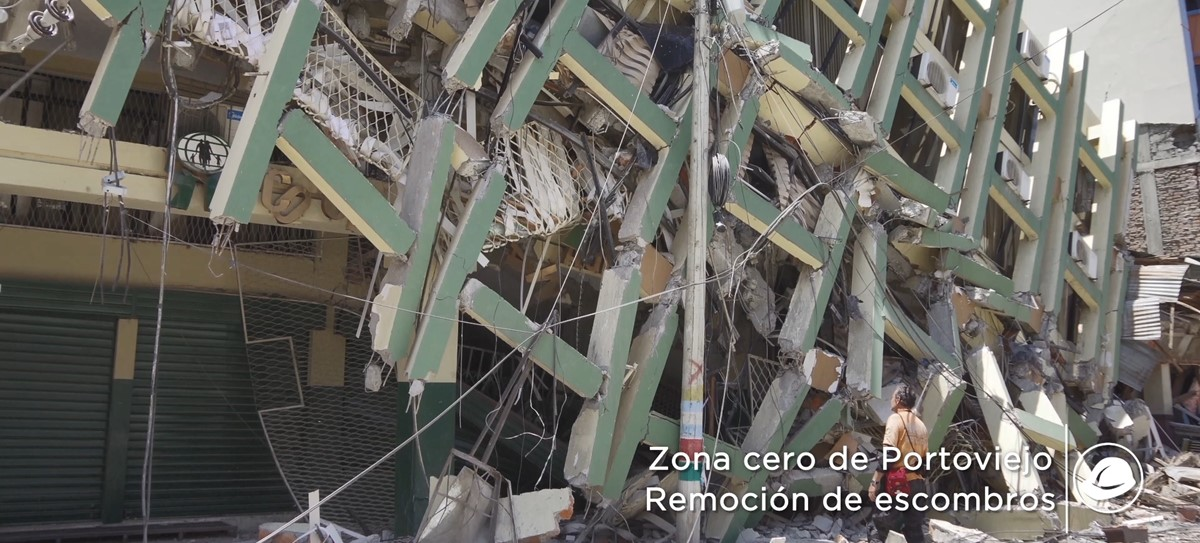 Zona cero de Portoviejo
Remoción de escombros